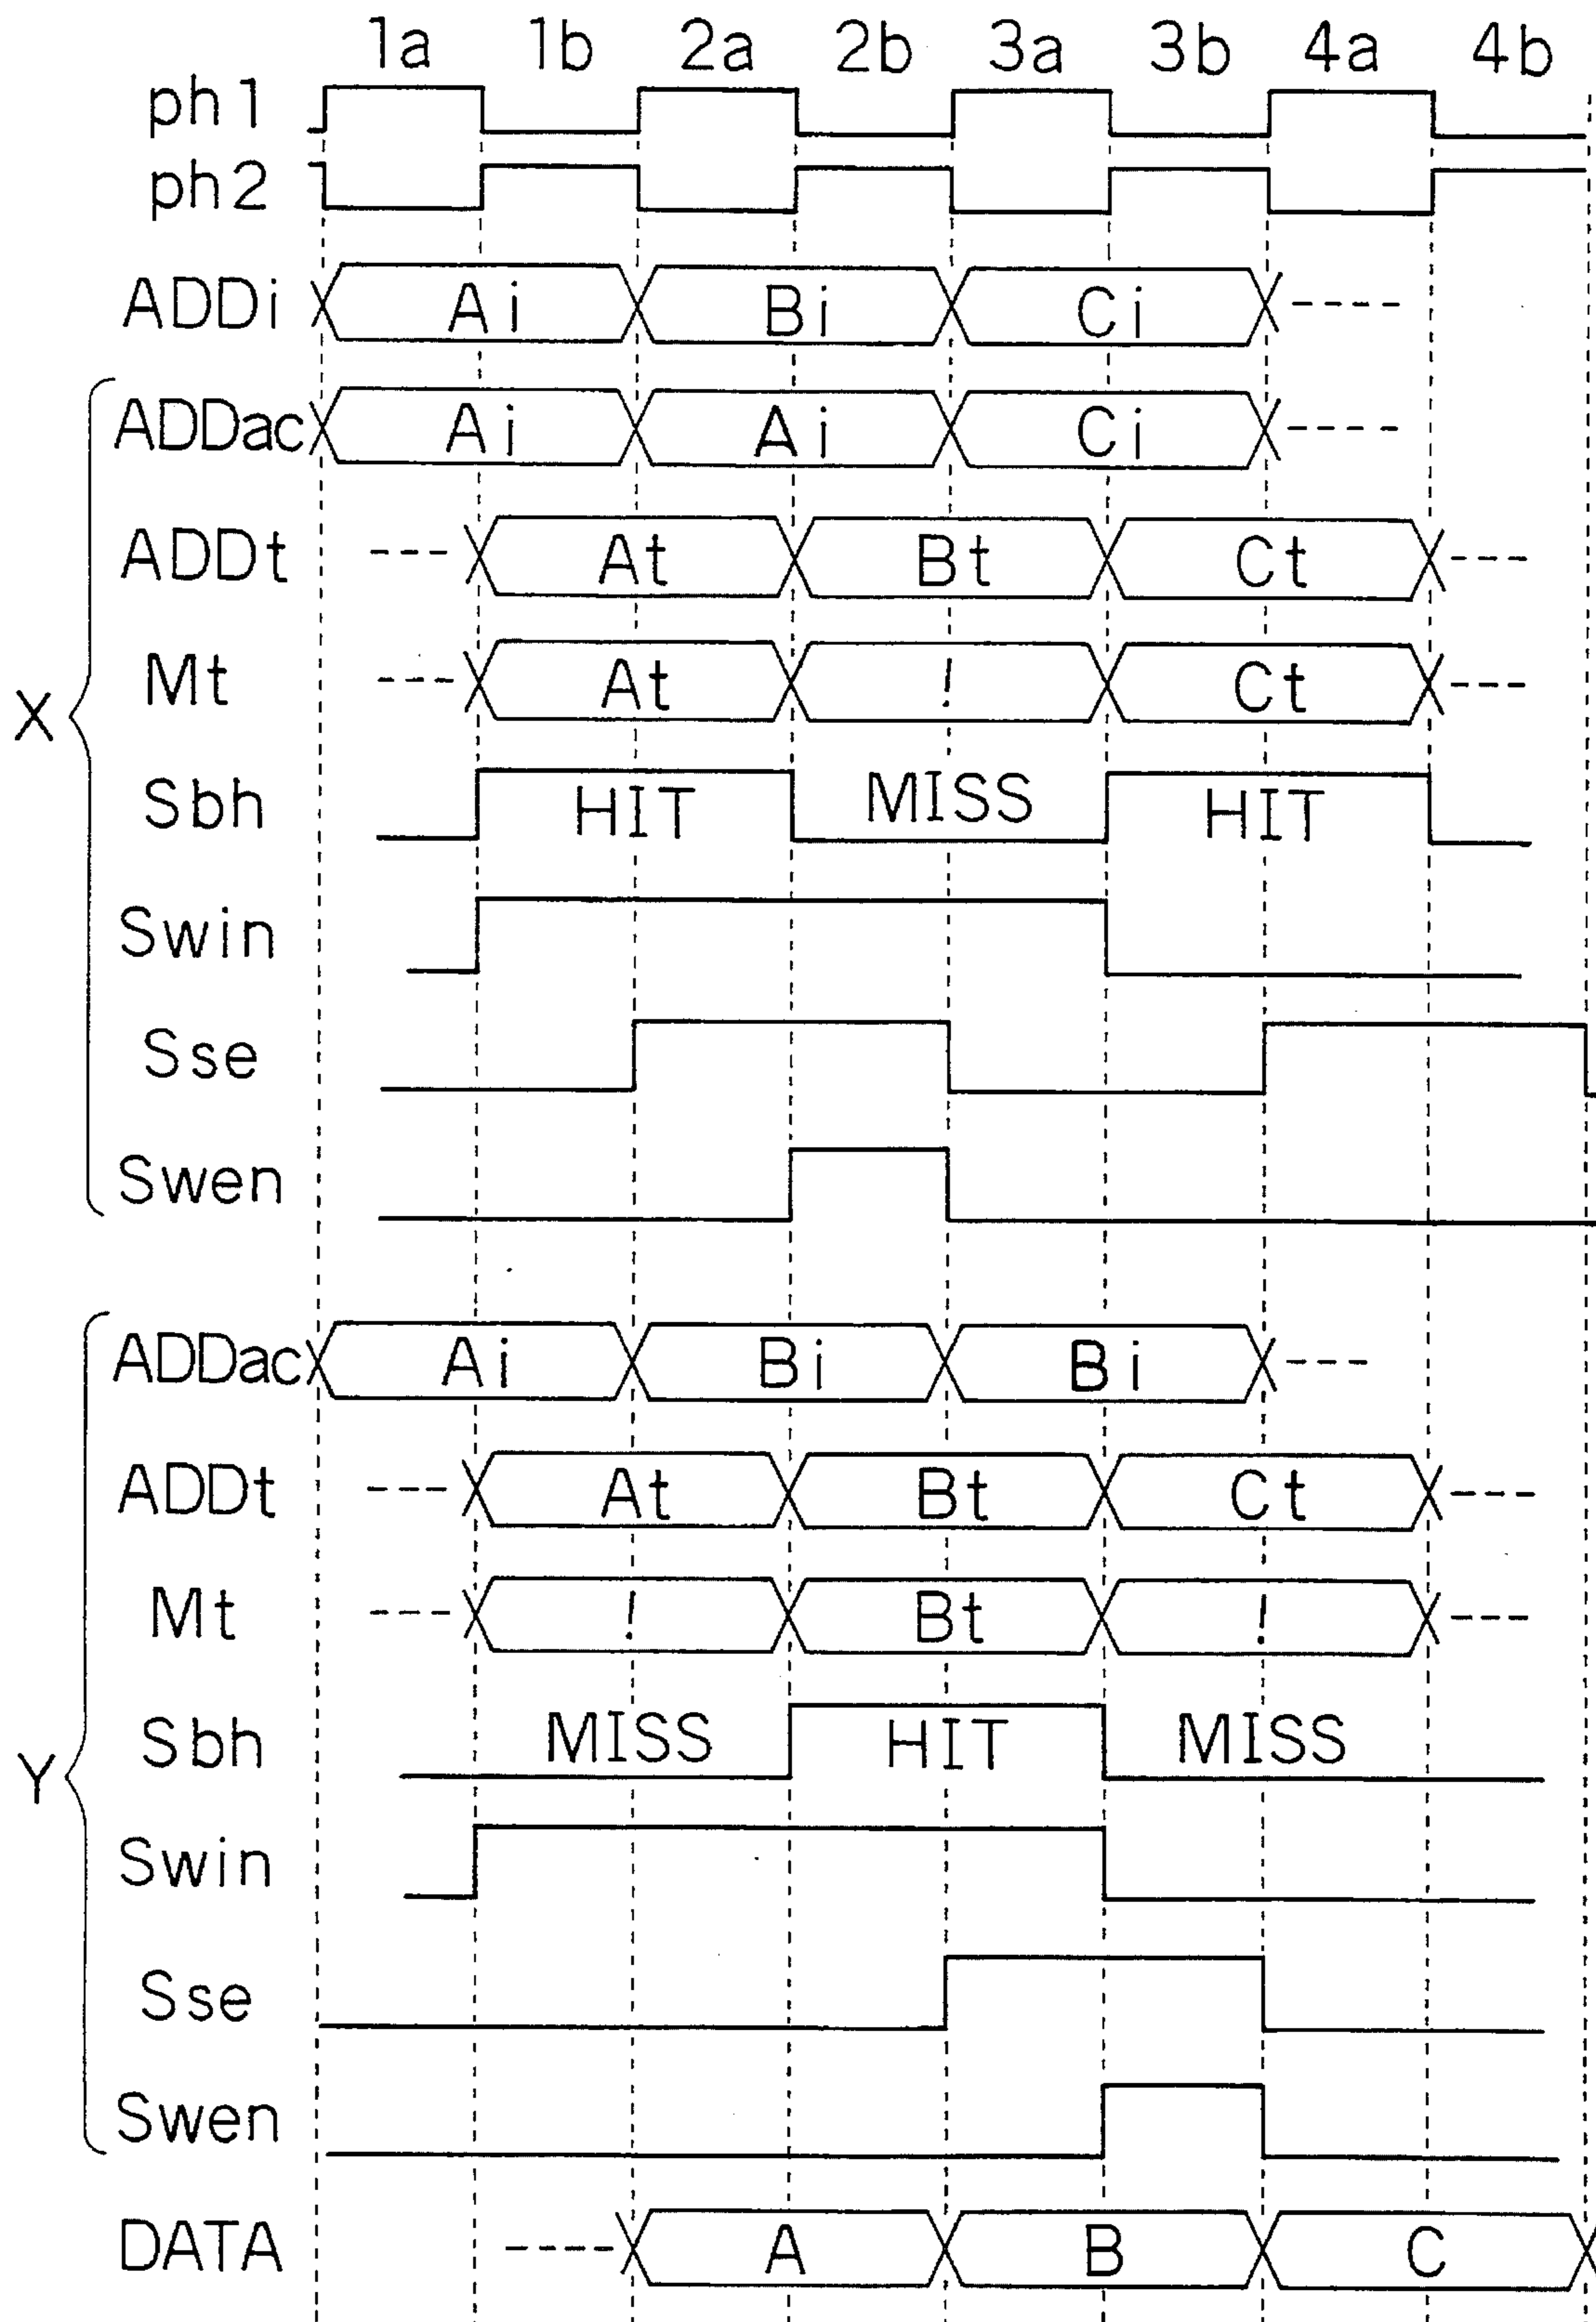 1a 1b 2a 2b 3a 3b 4a 4b
ph1
ph2
ADDi Ai Bi Ci
X
ADDac Ai Ai Ci
ADDt At Bt Ct
Mt At ! Ct
Sbh HIT MISS HIT
Swin
Sse
Swen
Y
ADDac Ai Bi Bi
ADDt At Bt Ct
Mt ! Bt !
Sbh MISS HIT MISS
Swin
Sse
Swen
DATA A B C